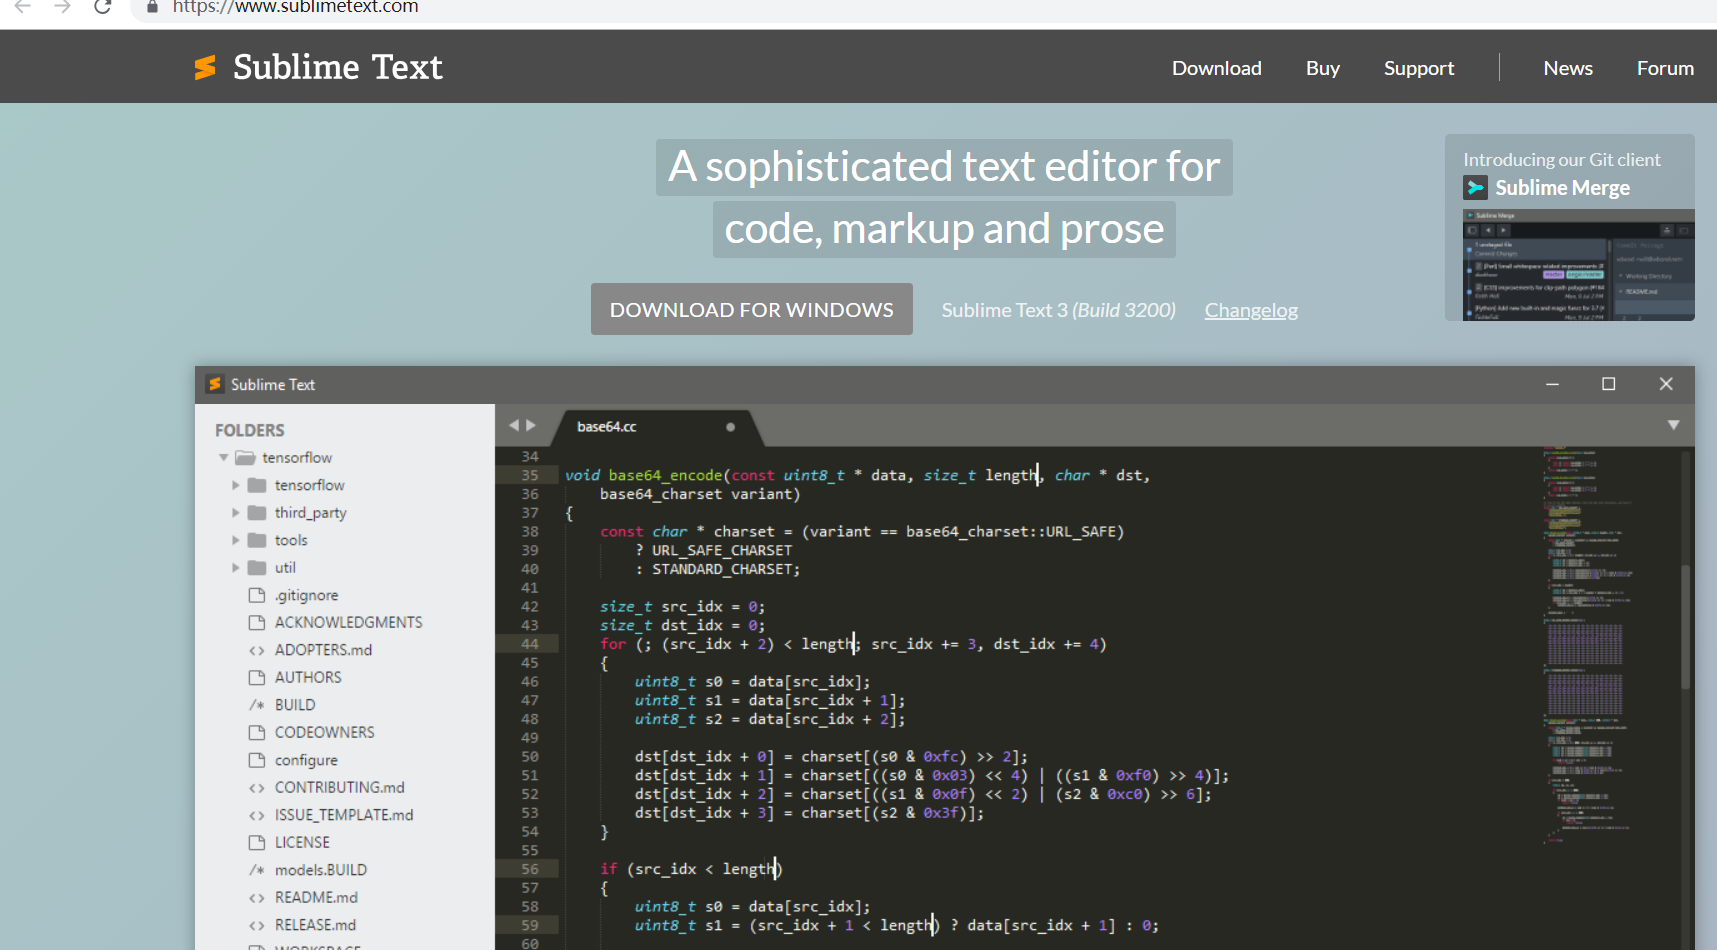 https://www.sublimetext.com
Sublime Text
Download Buy Support News Forum
A sophisticated text editor for
code, markup and prose
DOWNLOAD FOR WINDOWS Sublime Text 3 (Build 3200) Changelog
Introducing our Git client
Sublime Merge
Sublime Merge
Sublime Text
FOLDERS
tensorflow
tensorflow
third_party
tools
util
.gitignore
ACKNOWLEDGMENTS
ADOPTERS.md
AUTHORS
/* BUILD
CODEOWNERS
configure
CONTRIBUTING.md
ISSUE_TEMPLATE.md
LICENSE
/* models.BUILD
README.md
RELEASE.md
WORKSPACE
base64.cc
34
35 void base64_encode(const uint8_t * data, size_t length, char * dst,
36 base64_charset variant)
37 {
38 const char * charset = (variant == base64_charset::URL_SAFE)
39 ? URL_SAFE_CHARSET
40 : STANDARD_CHARSET;
41
42 size_t src_idx = 0;
43 size_t dst_idx = 0;
44 for (; (src_idx + 2) < length; src_idx += 3, dst_idx += 4)
45 {
46 uint8_t s0 = data[src_idx];
47 uint8_t s1 = data[src_idx + 1];
48 uint8_t s2 = data[src_idx + 2];
49
50 dst[dst_idx + 0] = charset[(s0 & 0xfc) >> 2];
51 dst[dst_idx + 1] = charset[((s0 & 0x03) << 4) | ((s1 & 0xf0) >> 4)];
52 dst[dst_idx + 2] = charset[((s1 & 0x0f) << 2) | (s2 & 0xc0) >> 6];
53 dst[dst_idx + 3] = charset[(s2 & 0x3f)];
54 }
55
56 if (src_idx < length)
57 {
58 uint8_t s0 = data[src_idx];
59 uint8_t s1 = (src_idx + 1 < length) ? data[src_idx + 1] : 0;
60